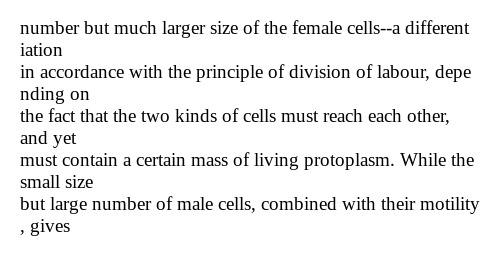 number but much larger size of the female cells--a different
iation
in accordance with the principle of division of labour, depe
nding on
the fact that the two kinds of cells must reach each other,
and yet
must contain a certain mass of living protoplasm. While the
small size
but large number of male cells, combined with their motility
, gives